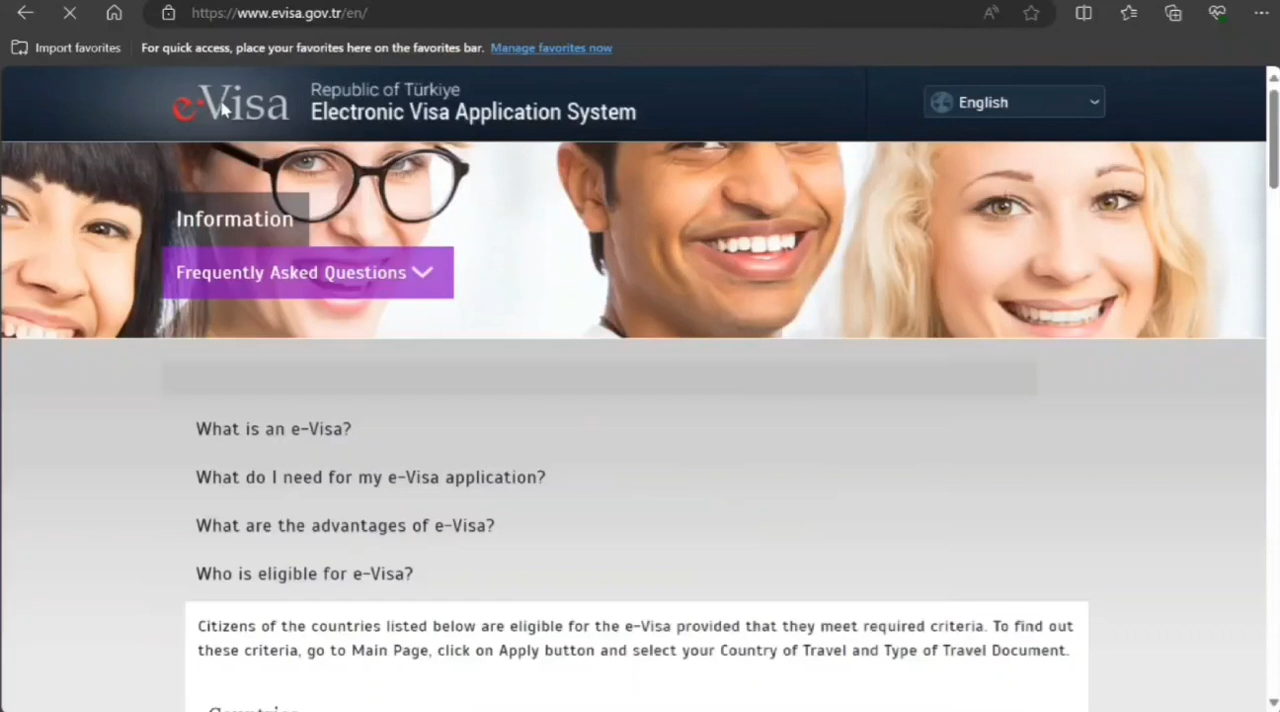 https://www.evisa.gov.tr/en/
Import favorites
For quick access, place your favorites here on the favorites bar. Manage favorites now
e-Visa
Republic of Türkiye
Electronic Visa Application System
English
Information
Frequently Asked Questions
What is an e-Visa?
What do I need for my e-Visa application?
What are the advantages of e-Visa?
Who is eligible for e-Visa?
Citizens of the countries listed below are eligible for the e-Visa provided that they meet required criteria. To find out
these criteria, go to Main Page, click on Apply button and select your Country of Travel and Type of Travel Document.